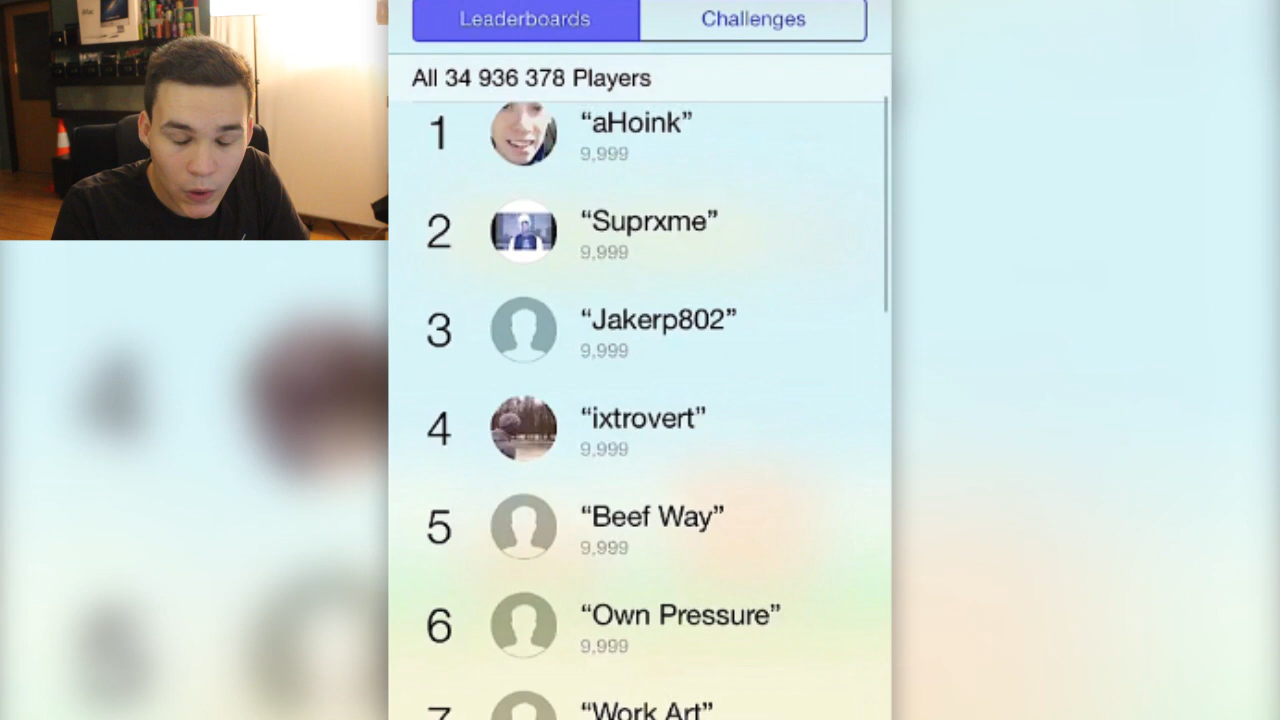 Leaderboards
Challenges
All 34 936 378 Players
1
“aHoink”
9,999
2
“Suprxme”
9,999
3
“Jakerp802”
9,999
4
“ixtrovert”
9,999
5
“Beef Way”
9,999
6
“Own Pressure”
9,999
7
“Work Art”